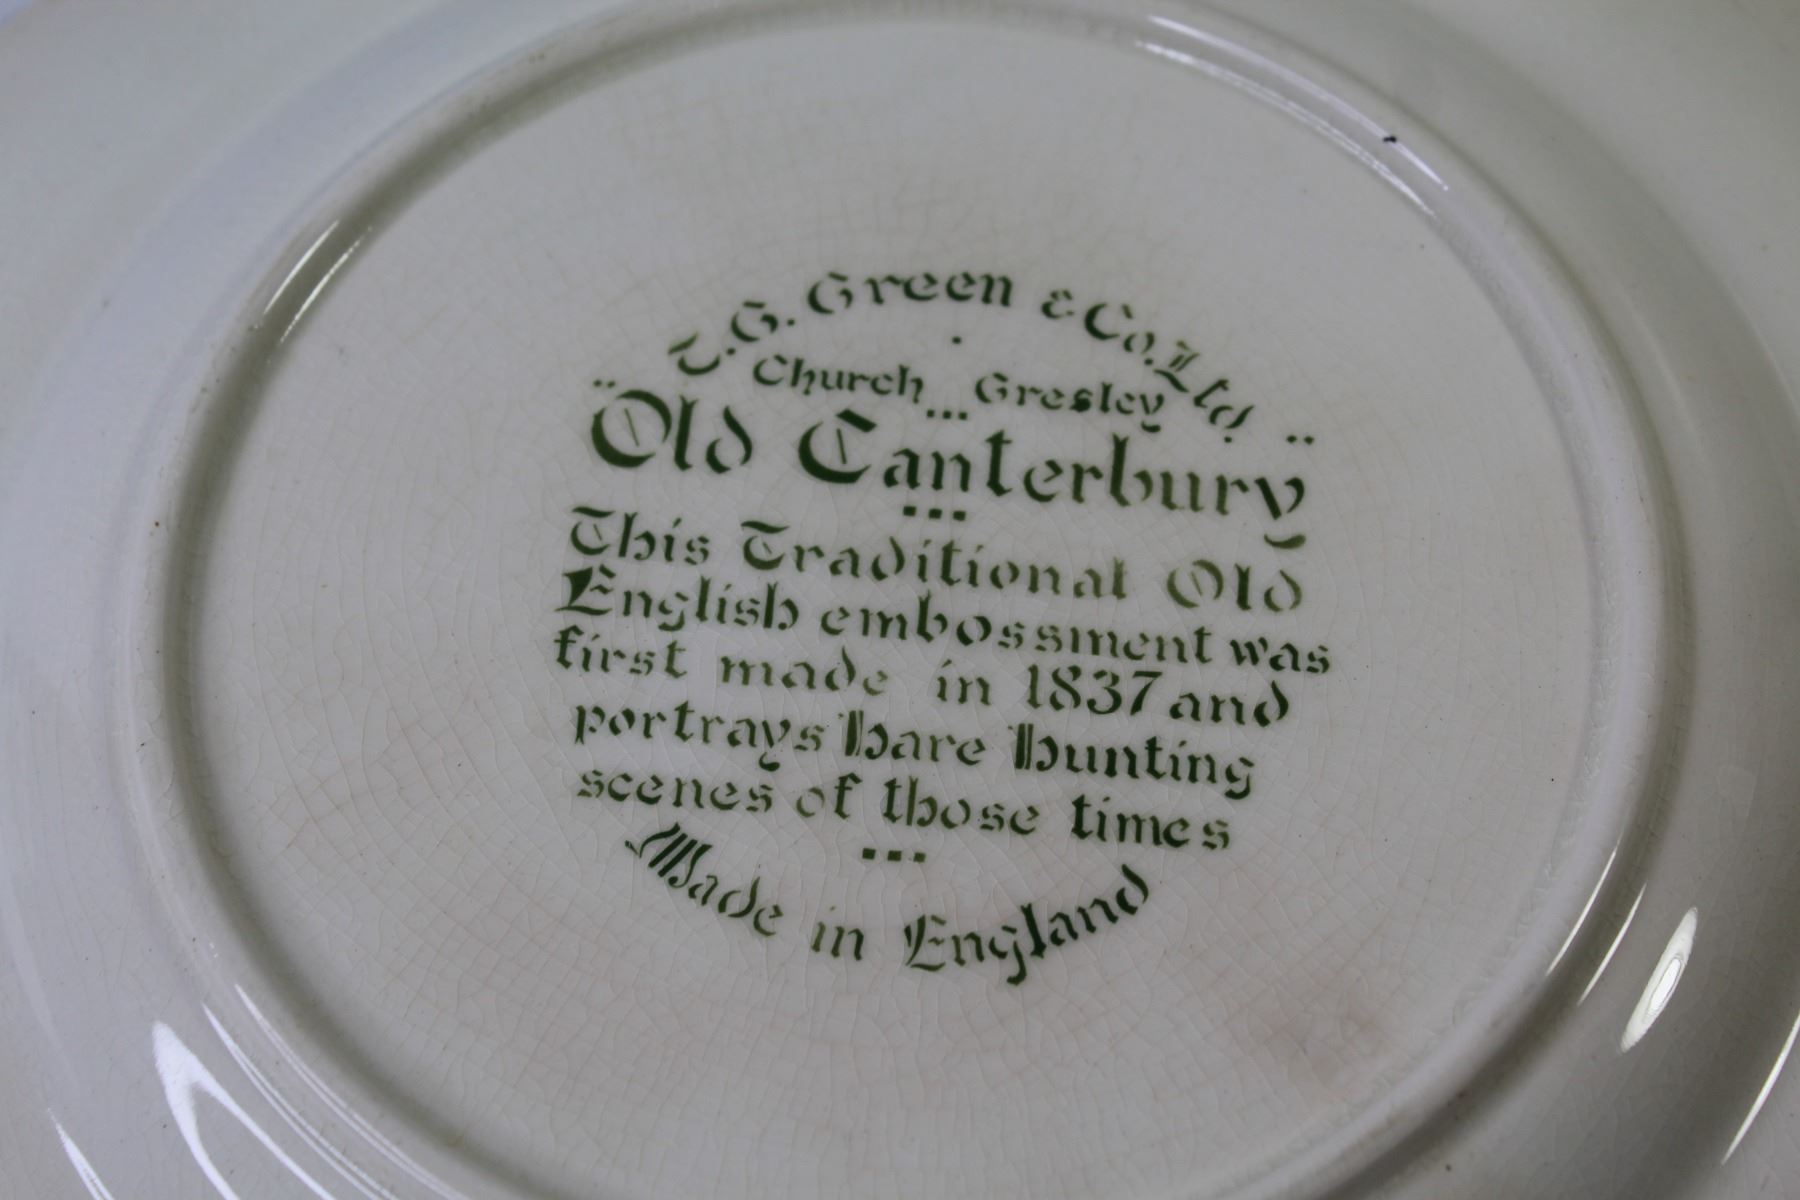 T.G. Green & Co. Ltd.
Church Gresley
Old Canterbury
This Traditional Old
English embossment was
first made in 1837 and
portrays Hare Hunting
scenes of those times
Made in England